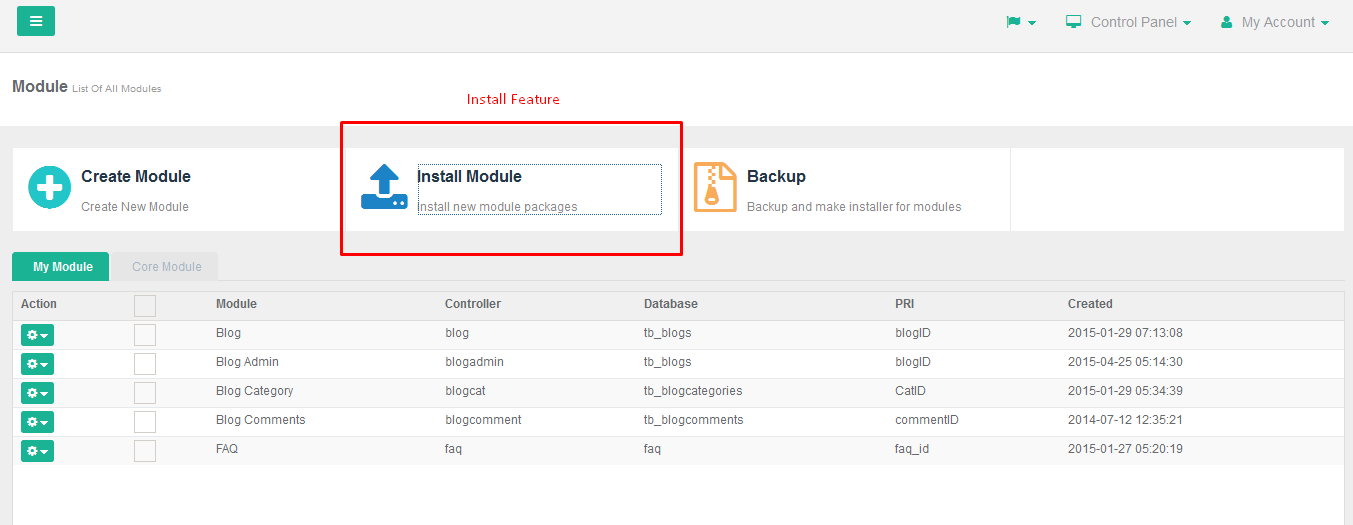 Control Panel
My Account
Module List Of All Modules
Install Feature
Create Module
Create New Module
Install Module
Install new module packages
Backup
Backup and make installer for modules
My Module
Core Module
Action Module Controller Database PRI Created
Blog blog tb_blogs blogID 2015-01-29 07:13:08
Blog Admin blogadmin tb_blogs blogID 2015-04-25 05:14:30
Blog Category blogcat tb_blogcategories CatID 2015-01-29 05:34:39
Blog Comments blogcomment tb_blogcomments commentID 2014-07-12 12:35:21
FAQ faq faq faq_id 2015-01-27 05:20:19